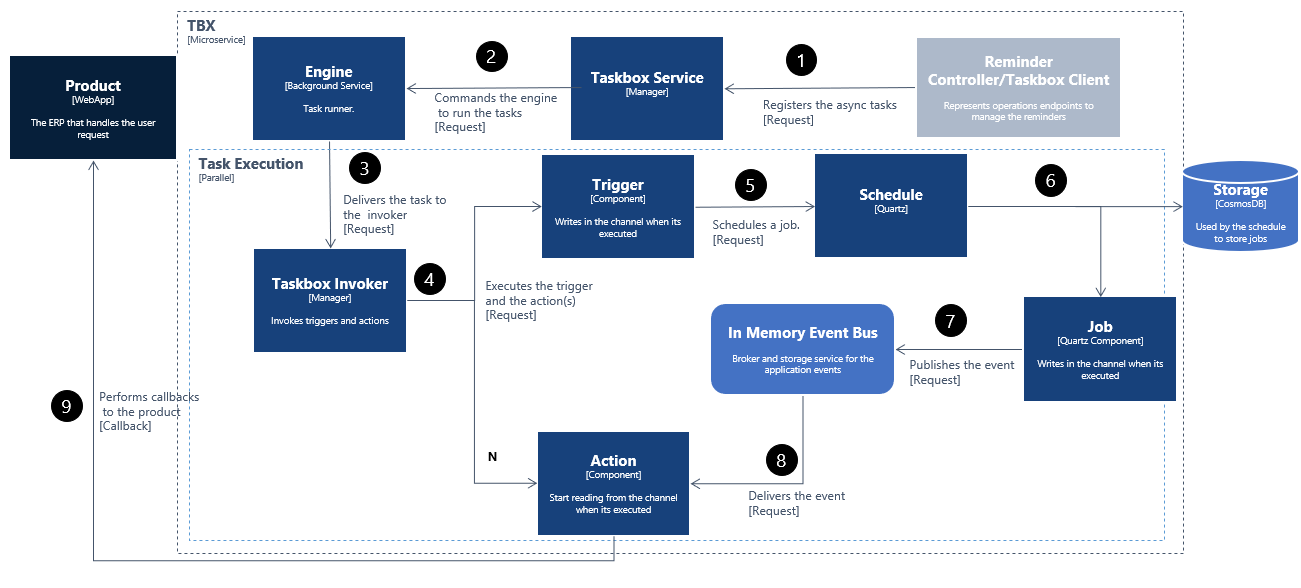 TBX
[Microservice]
Product
[WebApp]
The ERP that handles the user
request
Engine
[Background Service]
Task runner.
2
Commands the engine
to run the tasks
[Request]
Taskbox Service
[Manager]
1
Registers the async tasks
[Request]
Reminder
Controller/Taskbox Client
Represents operations endpoints to
manage the reminders
Task Execution
[Parallel]
3
Delivers the task to
the invoker
[Request]
Trigger
[Component]
Writes in the channel when its
executed
5
Schedules a job.
[Request]
Schedule
[Quartz]
6
Storage
[CosmosDB]
Used by the schedule
to store jobs
Taskbox Invoker
[Manager]
Invokes triggers and actions
4
Executes the trigger
and the action(s)
[Request]
In Memory Event Bus
Broker and storage service for the
application events
7
Publishes the event
[Request]
Job
[Quartz Component]
Writes in the channel when its
executed
9
Performs callbacks
to the product
[Callback]
N
Action
[Component]
Start reading from the channel
when its executed
8
Delivers the event
[Request]